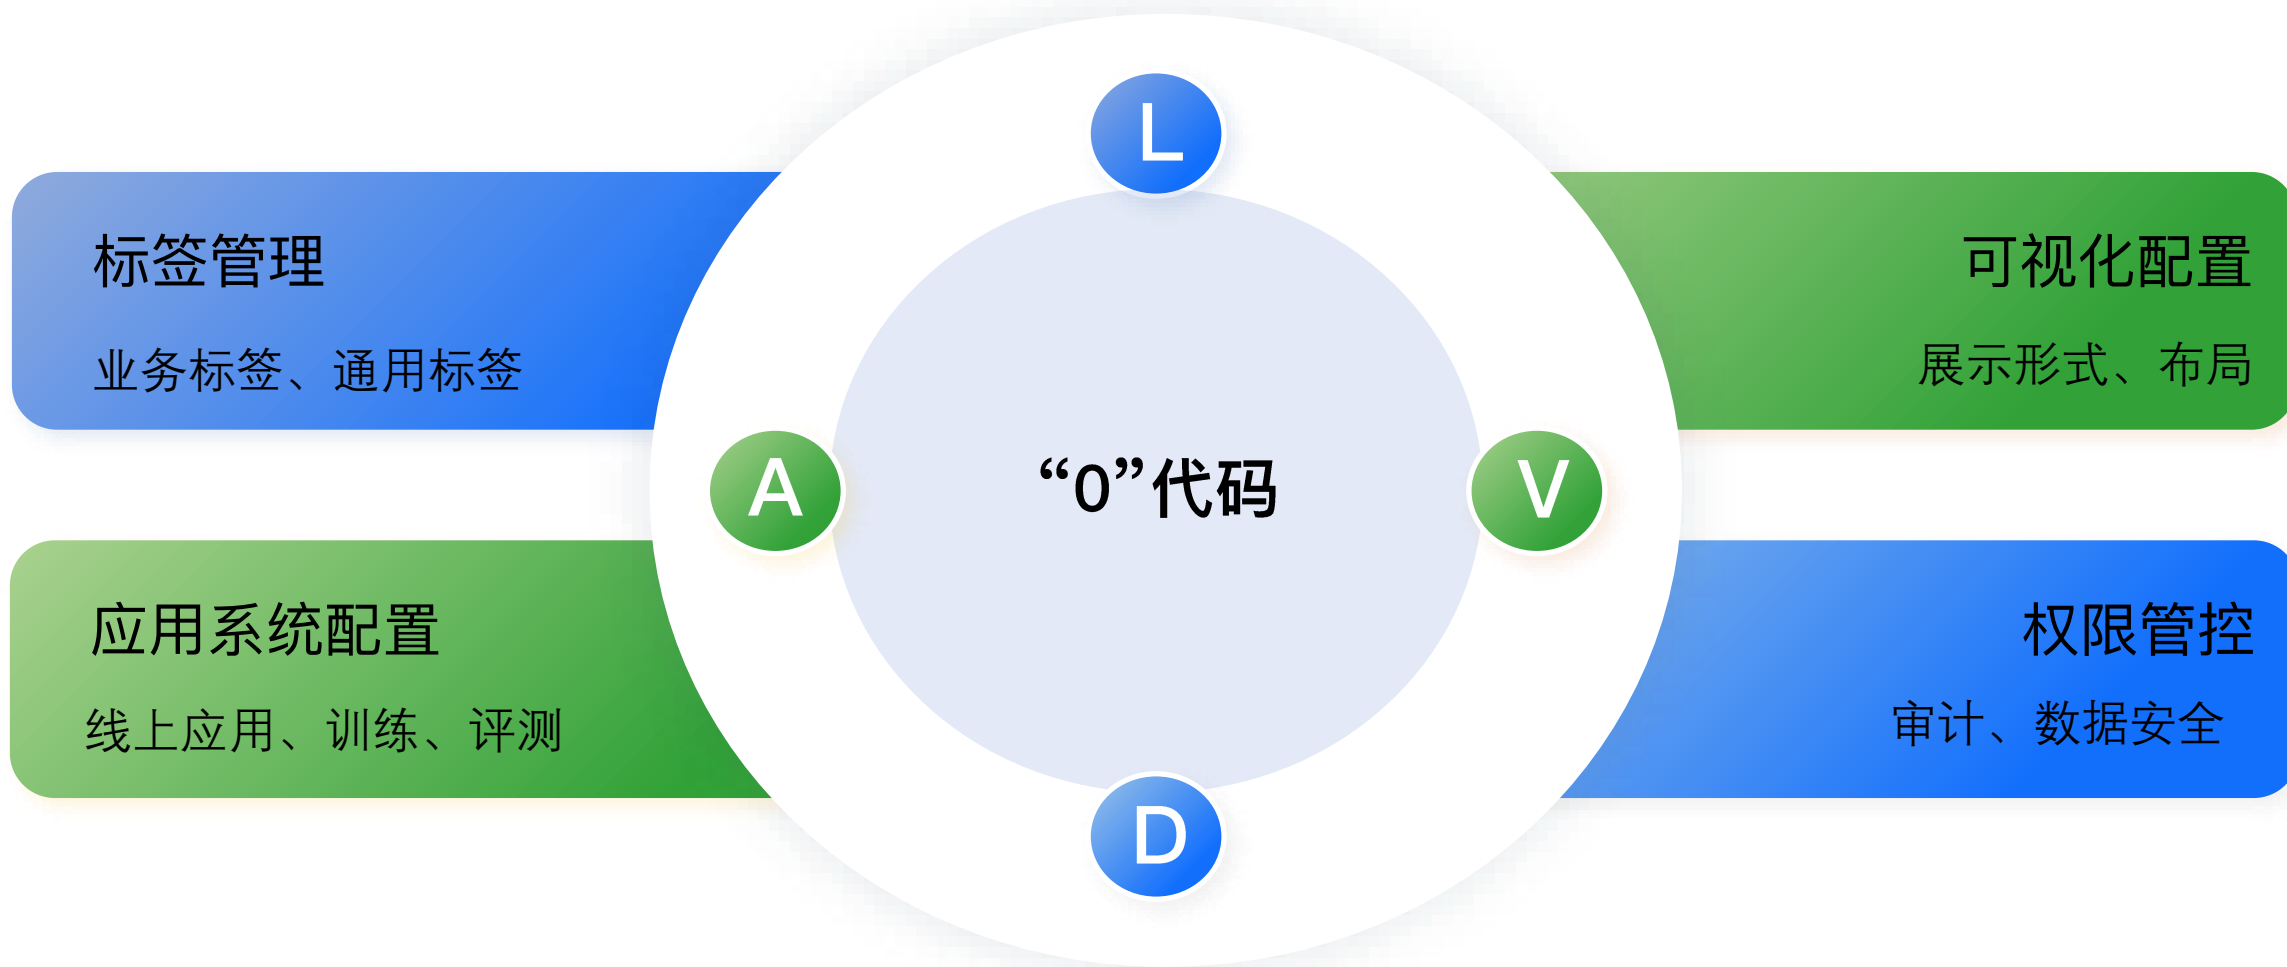 L
标签管理
业务标签、通用标签
可视化配置
展示形式、布局
A
“0”代码
V
应用系统配置
线上应用、训练、评测
权限管控
审计、数据安全
D